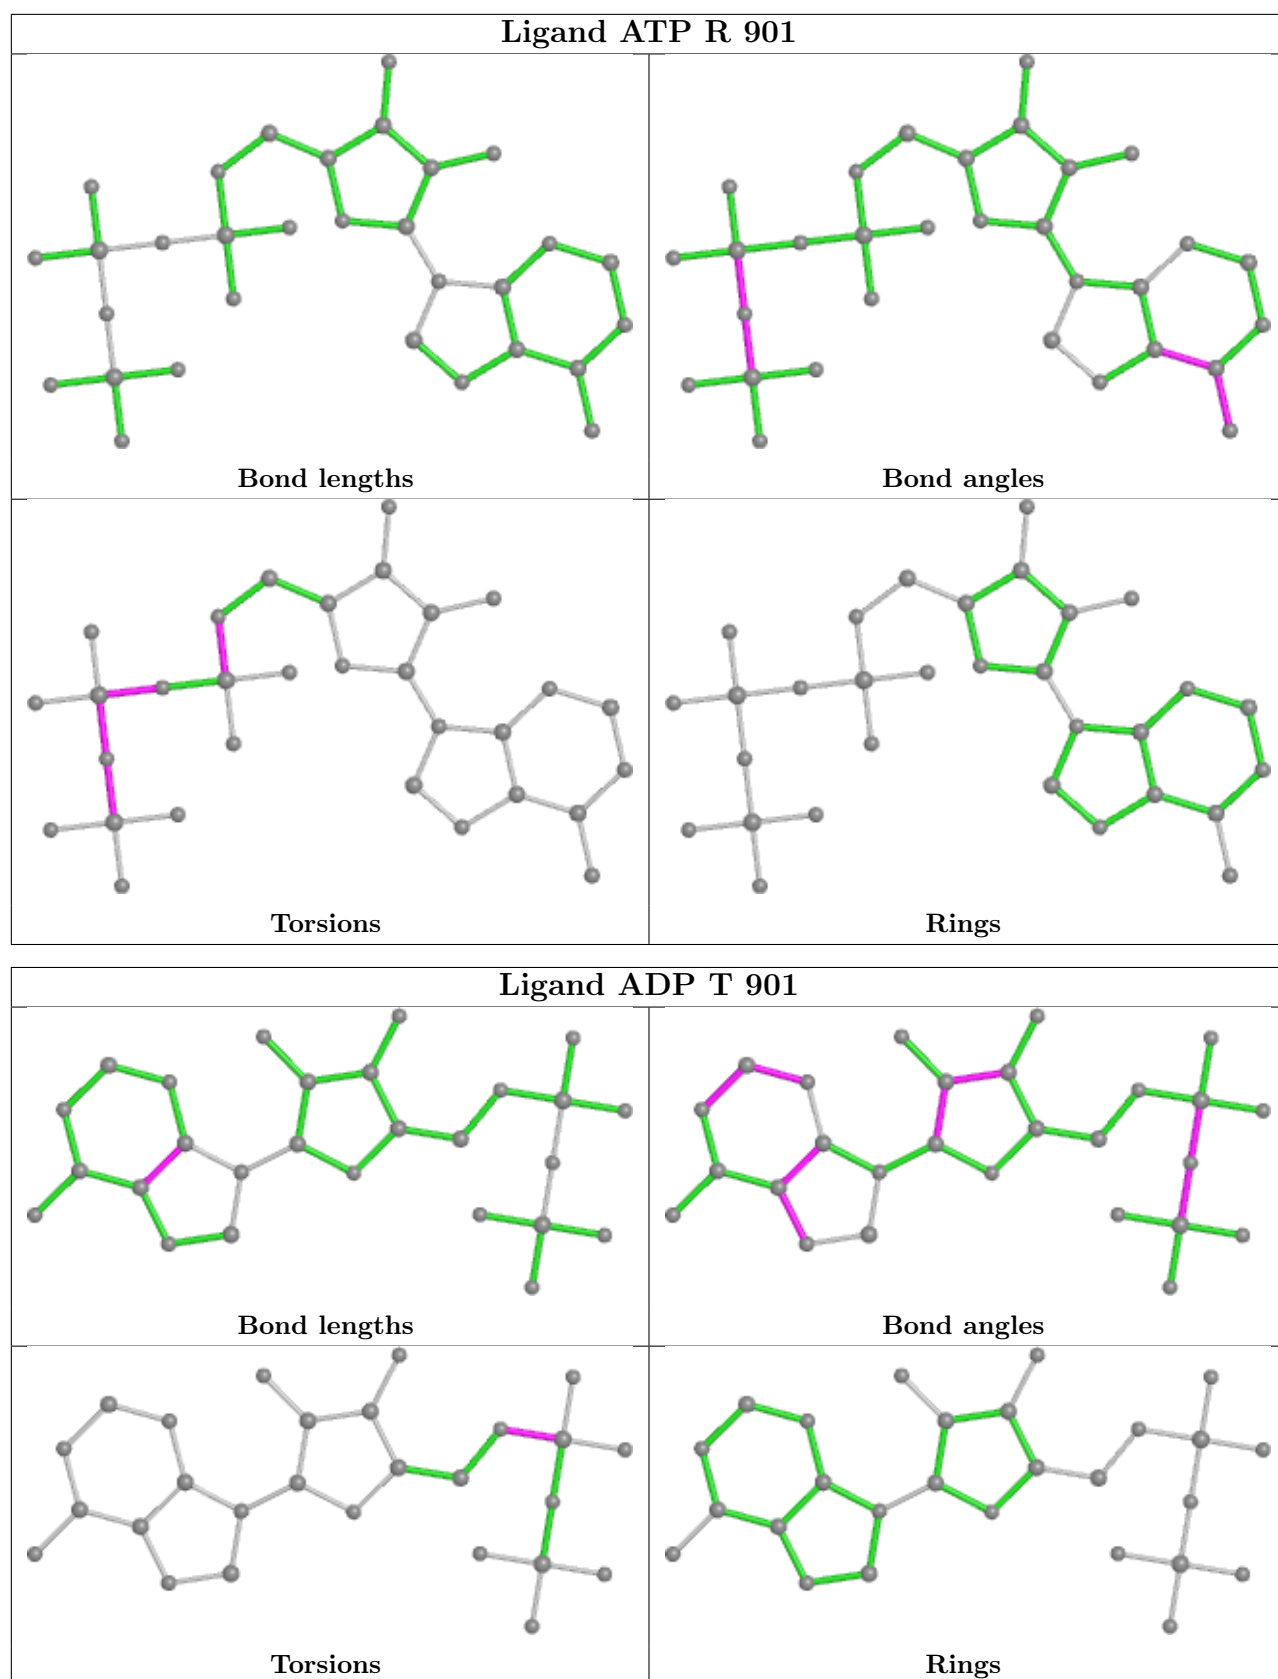 Ligand ATP R 901
Bond lengths
Bond angles
Torsions
Rings
Ligand ADP T 901
Bond lengths
Bond angles
Torsions
Rings